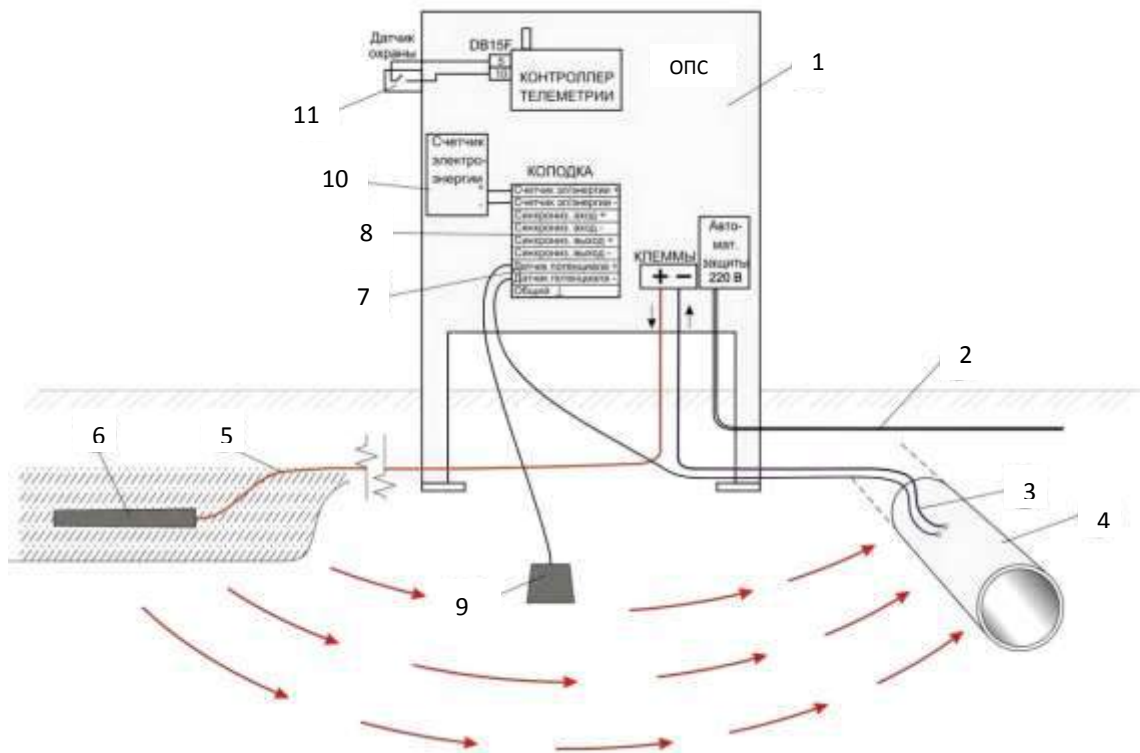 Датчик
охраны
DB15F
5
10
КОНТРОЛЛЕР
ТЕЛЕМЕТРИИ
ОПС
1
11
Счетчик
электро-
энергии
+
-
10
КОЛОДКА
Счетчик эл/энергии +
Счетчик эл/энергии -
Синхрониз. вход +
Синхрониз. вход -
Синхрониз. выход +
Синхрониз. выход -
Датчик потенциала +
Датчик потенциала -
Общий ⊥
8
7
КЛЕММЫ
+ −
Авто-
мат.
защиты
220 В
2
6
5
3
4
9